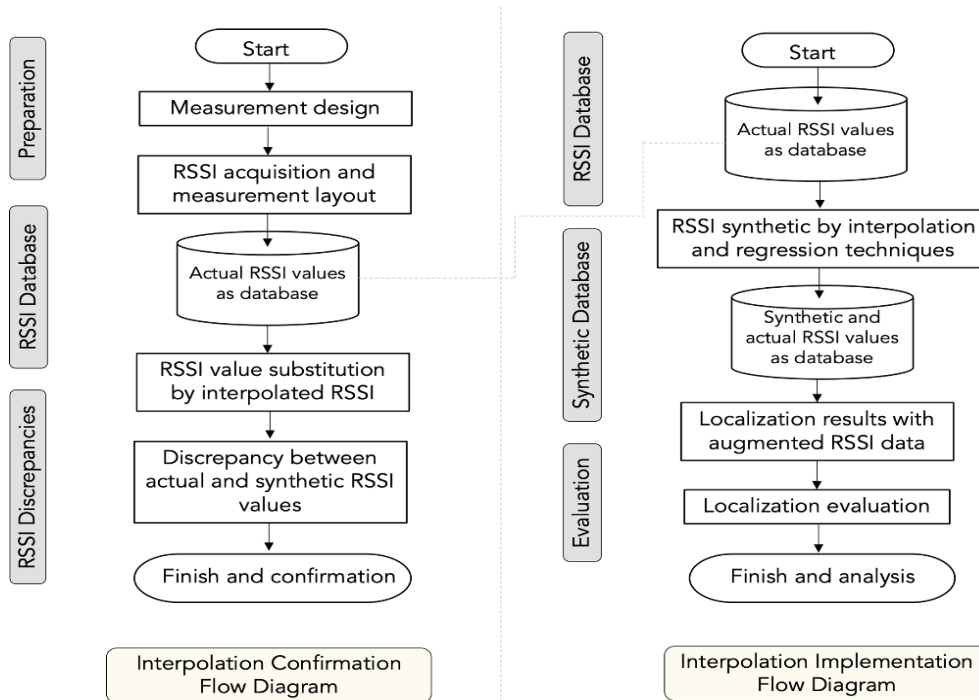 Preparation
RSSI Database
RSSI Discrepancies
Start
Measurement design
RSSI acquisition and
measurement layout
Actual RSSI values
as database
RSSI value substitution
by interpolated RSSI
Discrepancy between
actual and synthetic RSSI
values
Finish and confirmation
Interpolation Confirmation
Flow Diagram
RSSI Database
Synthetic Database
Evaluation
Start
Actual RSSI values
as database
RSSI synthetic by interpolation
and regression techniques
Synthetic and
actual RSSI values
as database
Localization results with
augmented RSSI data
Localization evaluation
Finish and analysis
Interpolation Implementation
Flow Diagram